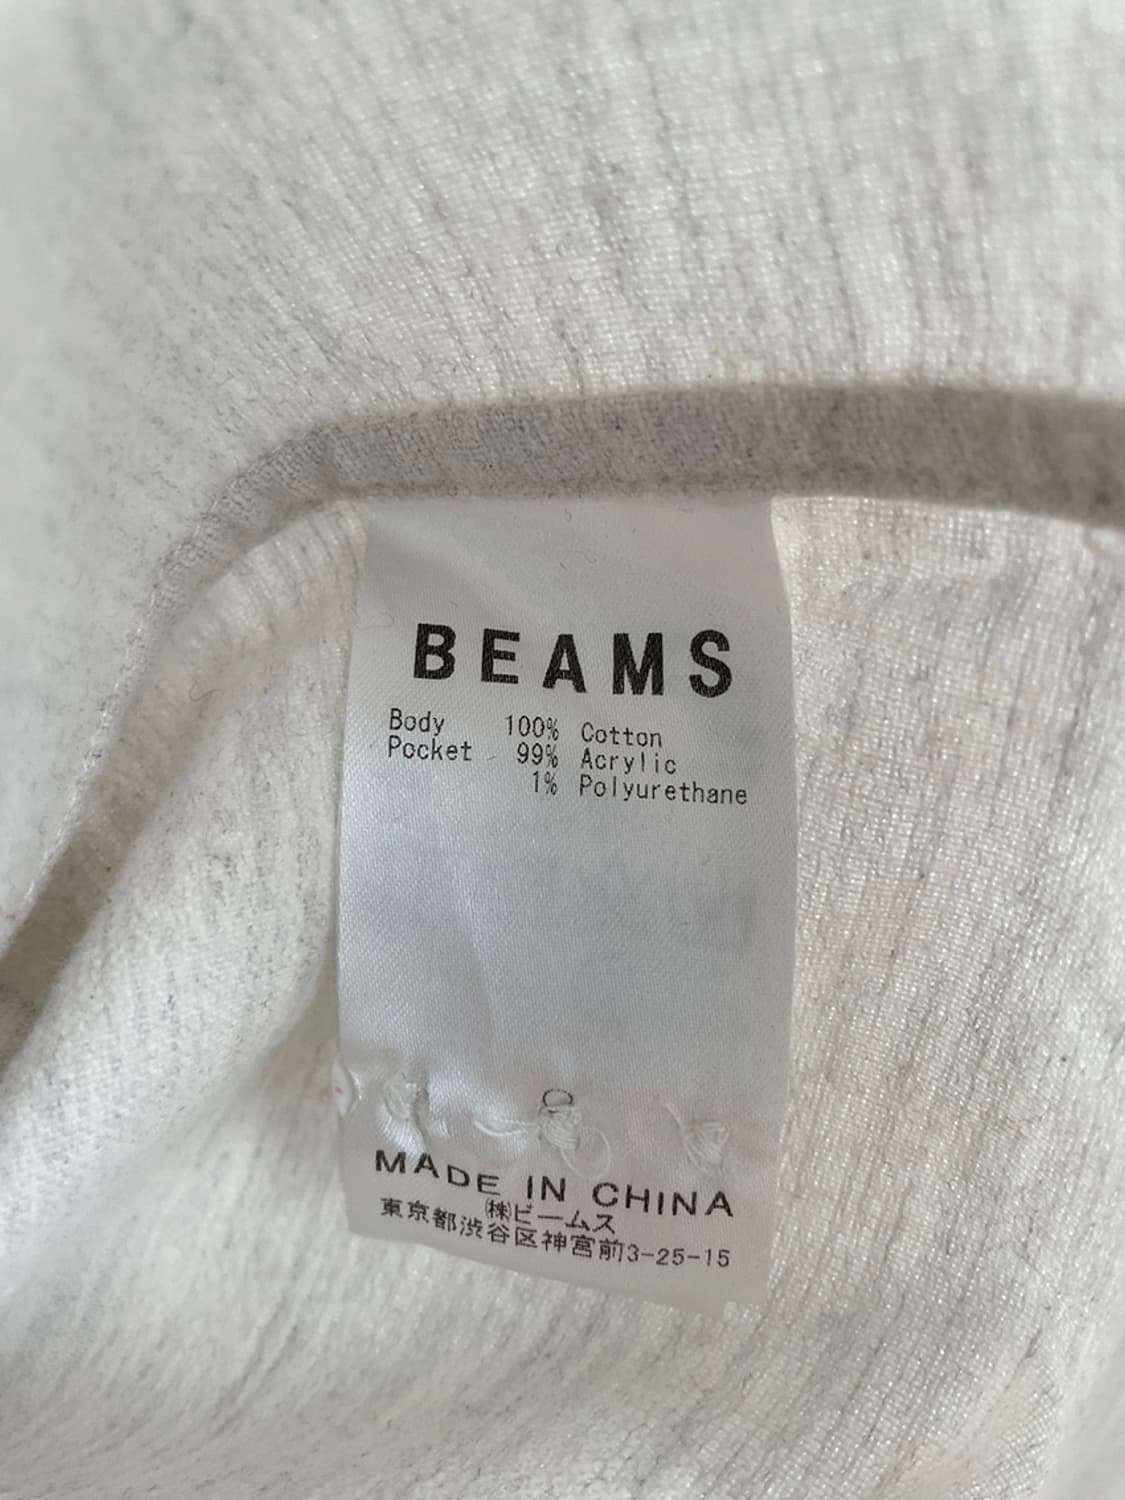 BEAMS
Body 100% Cotton
Pocket 99% Acrylic
1% Polyurethane
MADE IN CHINA
㈱ビームス
東京都渋谷区神宮前3-25-15